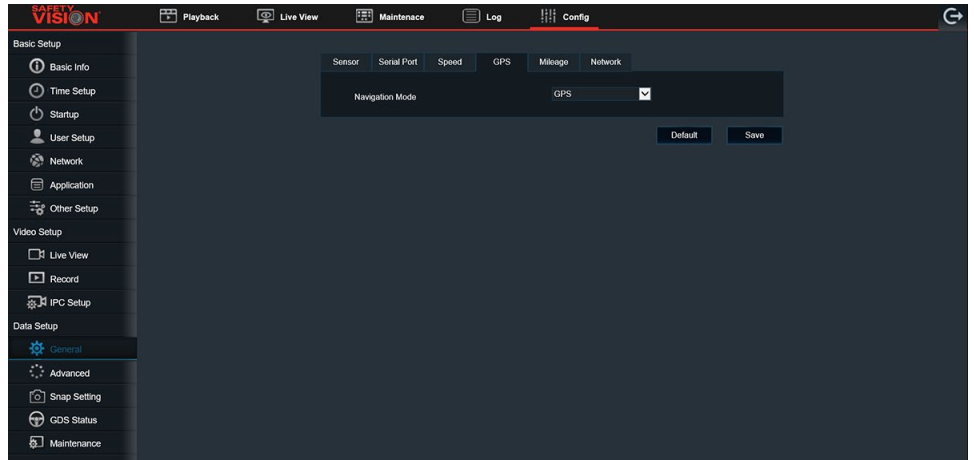 SAFETY
VISION
Playback Live View Maintenace Log Config
Basic Setup
Basic Info
Time Setup
Startup
User Setup
Network
Application
Other Setup
Video Setup
Live View
Record
IPC Setup
Data Setup
General
Advanced
Snap Setting
GDS Status
Maintenance
Sensor Serial Port Speed GPS Mileage Network
Navigation Mode GPS
Default Save